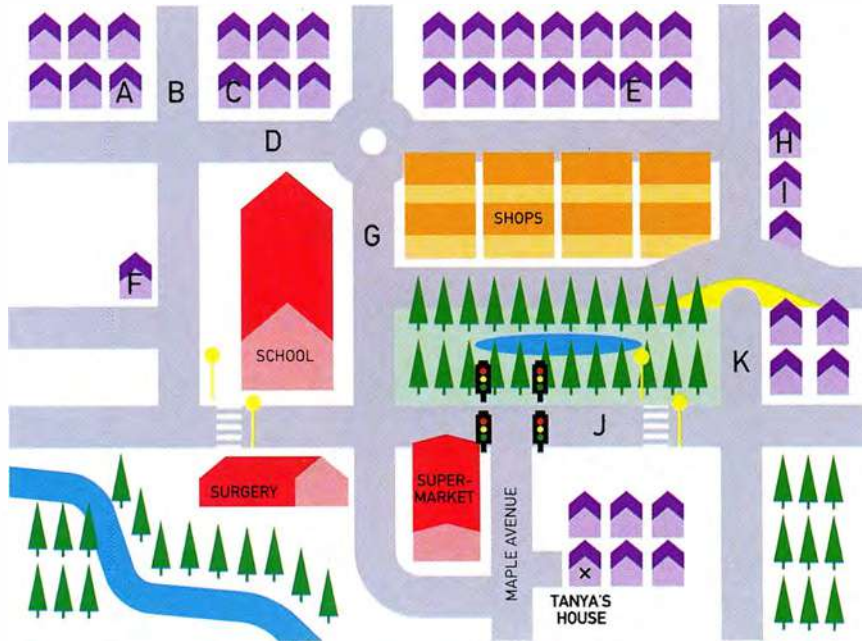 A
B
C
E
D
H
I
SHOPS
G
F
SCHOOL
K
J
SURGERY
SUPER-
MARKET
MAPLE AVENUE
×
TANYA'S
HOUSE